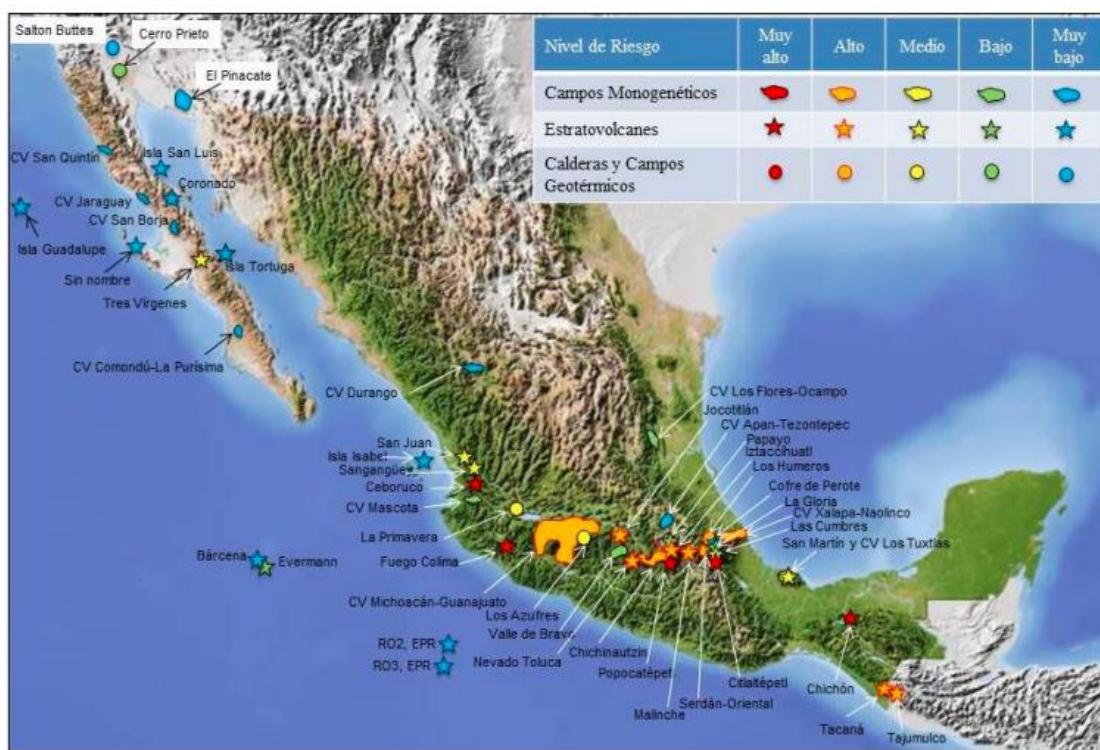 Salton Buttes
Cerro Prieto
El Pinacate
Nivel de Riesgo
Muy alto
Alto
Medio
Bajo
Muy bajo
Campos Monogenéticos
Estratovolcanes
Calderas y Campos
Geotérmicos
CV San Quintín
Isla San Luis
Coronado
CV Jaraguay
CV San Borja
Isla Guadalupe
Sin nombre
Isla Tortuga
Tres Vírgenes
CV Comondú-La Purísima
CV Durango
CV Los Flores-Ocampo
Jocotitlán
CV Apan-Tezontepec
Papayo
Iztaccíhuatl
Los Humeros
Cofre de Perote
La Gloria
CV Xalapa-Naolinco
Las Cumbres
San Martín y CV Los Tuxtlas
San Juan
Isla Isabel
Sangangüey
Ceboruco
CV Mascota
La Primavera
Fuego Colima
Bárcena
Evermann
CV Michoacán-Guanajuato
Los Azufres
Valle de Bravo
Chichinautzin
Nevado Toluca
Popocatépetl
RO2, EPR
RO3, EPR
Citlaltépetl
Serdán-Oriental
Malinche
Chichón
Tacaná
Tajumulco